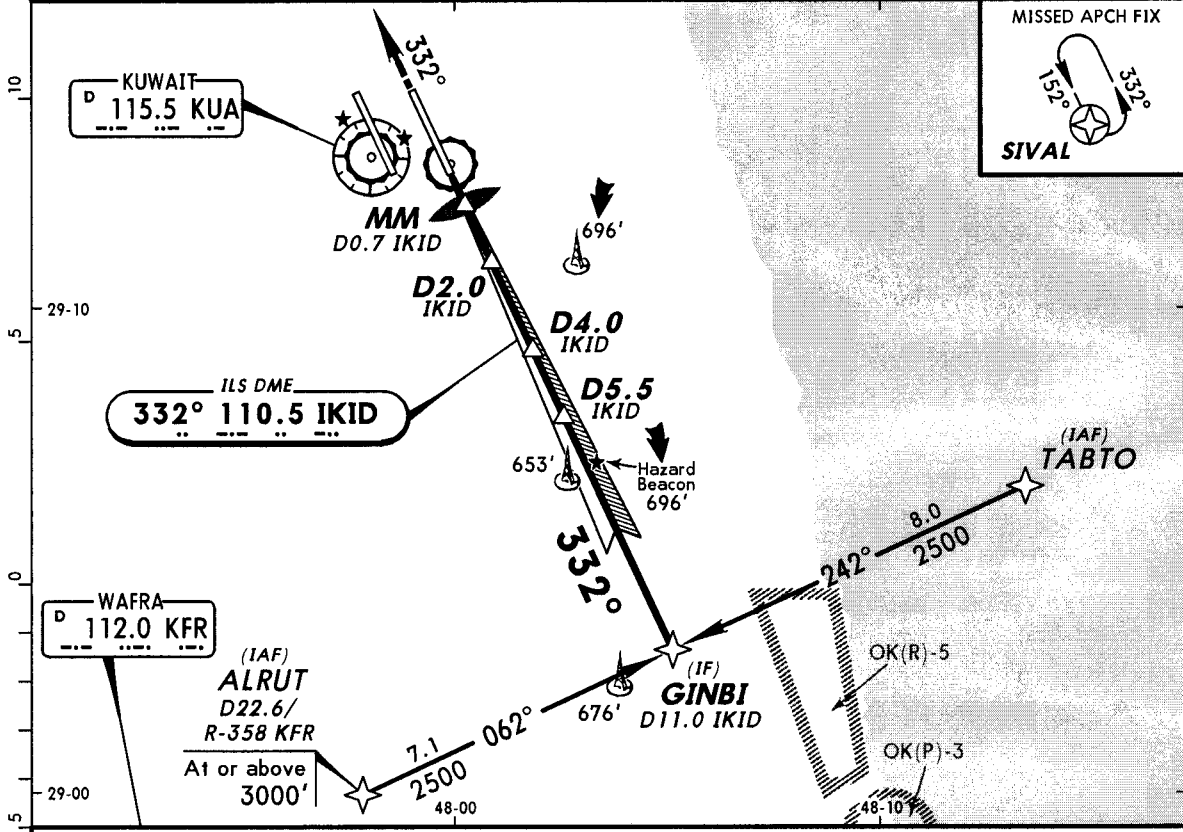 MISSED APCH FIX
332°
152°
SIVAL
332°
KUWAIT
D 115.5 KUA
-.- ..- .-
10
MM
D0.7 IKID
696'
D2.0
IKID
29-10
5
D4.0
IKID
ILS DME
332° 110.5 IKID
.. -.- .. -..
D5.5
IKID
653'
Hazard
Beacon
696'
(IAF)
TABTO
8.0
2500
242°
332°
0
WAFRA
D 112.0 KFR
-.- ..-. .-.
(IAF)
ALRUT
D22.6/
R-358 KFR
At or above
3000'
(IF)
GINBI
D11.0 IKID
676'
062°
7.1
2500
OK(R)-5
OK(P)-3
29-00
48-00
48-10
5